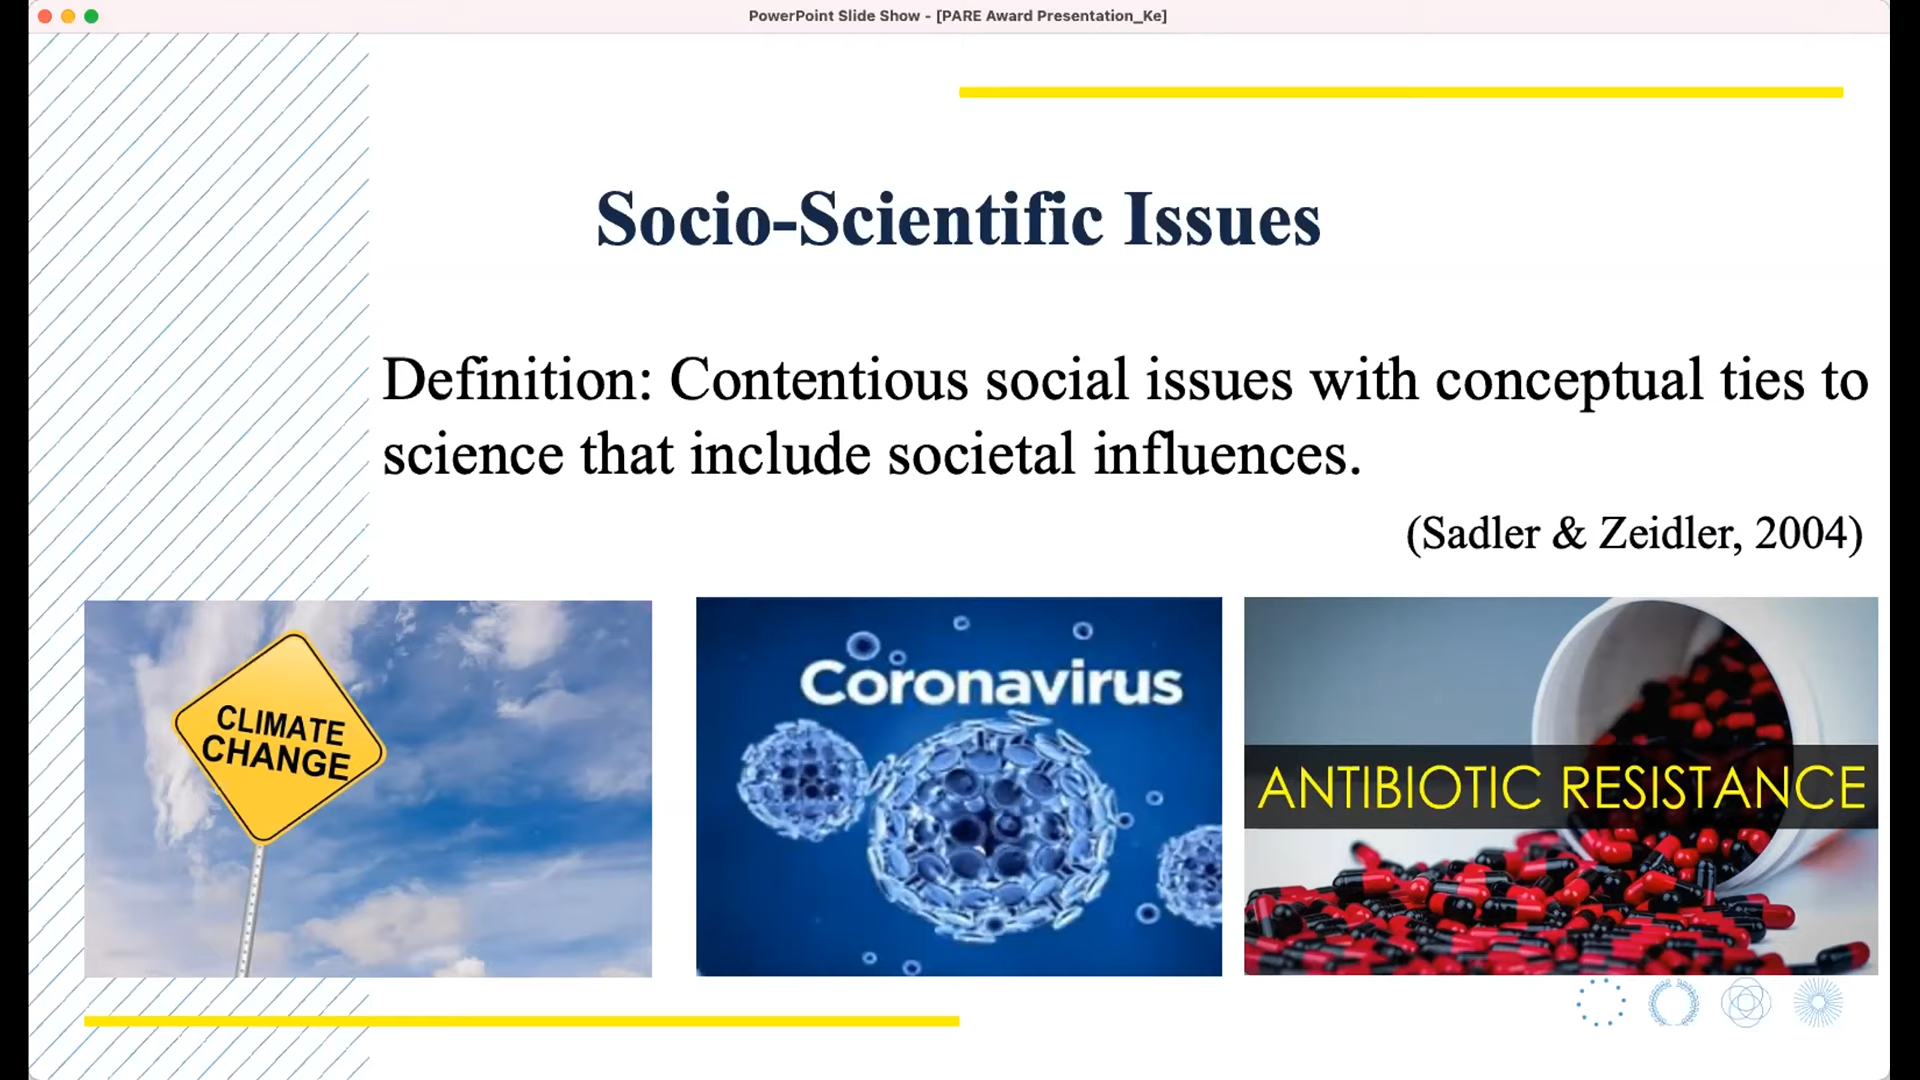 PowerPoint Slide Show - [PARE Award Presentation_Ke]
Socio-Scientific Issues
Definition: Contentious social issues with conceptual ties to
science that include societal influences.
(Sadler & Zeidler, 2004)
CLIMATE
CHANGE
Coronavirus
ANTIBIOTIC RESISTANCE